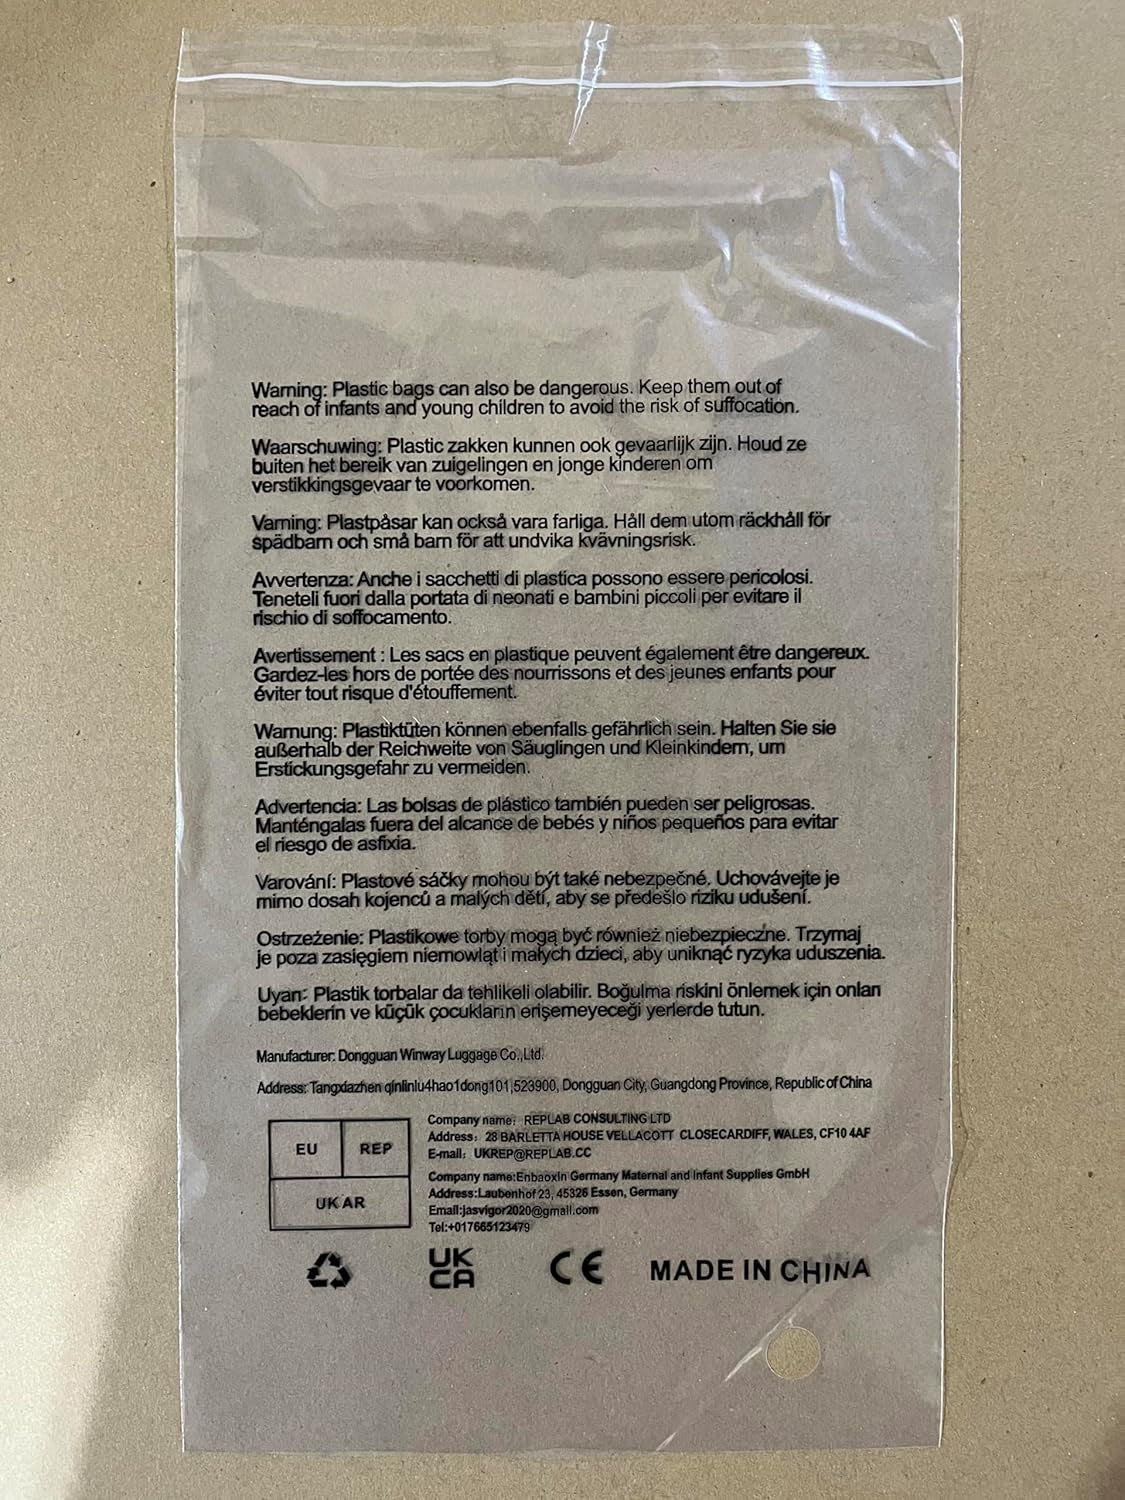 Warning: Plastic bags can also be dangerous. Keep them out of
reach of infants and young children to avoid the risk of suffocation.
Waarschuwing: Plastic zakken kunnen ook gevaarlijk zijn. Houd ze
buiten het bereik van zuigelingen en jonge kinderen om
verstikkingsgevaar te voorkomen.
Varning: Plastpåsar kan också vara farliga. Håll dem utom räckhåll för
spädbarn och små barn för att undvika kvävningsrisk.
Avvertenza: Anche i sacchetti di plastica possono essere pericolosi.
Teneteli fuori dalla portata di neonati e bambini piccoli per evitare il
rischio di soffocamento.
Avertissement : Les sacs en plastique peuvent également être dangereux.
Gardez-les hors de portée des nourrissons et des jeunes enfants pour
éviter tout risque d'étouffement.
Warnung: Plastiktüten können ebenfalls gefährlich sein. Halten Sie sie
außerhalb der Reichweite von Säuglingen und Kleinkindern, um
Erstickungsgefahr zu vermeiden.
Advertencia: Las bolsas de plástico también pueden ser peligrosas.
Manténgalas fuera del alcance de bebés y niños pequeños para evitar
el riesgo de asfixia.
Varování: Plastové sáčky mohou být také nebezpečné. Uchovávejte je
mimo dosah kojenců a malých dětí, aby se předešlo riziku udušení.
Ostrzeżenie: Plastikowe torby mogą być również niebezpieczne. Trzymaj
je poza zasięgiem niemowląt i małych dzieci, aby uniknąć ryzyka uduszenia.
Uyarı: Plastik torbalar da tehlikeli olabilir. Boğulma riskini önlemek için onları
bebeklerin ve küçük çocukların erişemeyeceği yerlerde tutun.
Manufacturer: Dongguan Winway Luggage Co.,Ltd.
Address: Tangxiazhen qinlinlu4hao1dong101,523900, Dongguan City, Guangdong Province, Republic of China
EU REP
UK AR
Company name: REPLAB CONSULTING LTD
Address: 28 BARLETTA HOUSE VELLACOTT CLOSECARDIFF, WALES, CF10 4AF
E-mail: UKREP@REPLAB.CC
Company name:Enbaoxin Germany Maternal and Infant Supplies GmbH
Address:Laubenhof 23, 45326 Essen, Germany
Email:jasvigor2020@gmail.com
Tel:+017665123479
UK
CA
CE
MADE IN CHINA